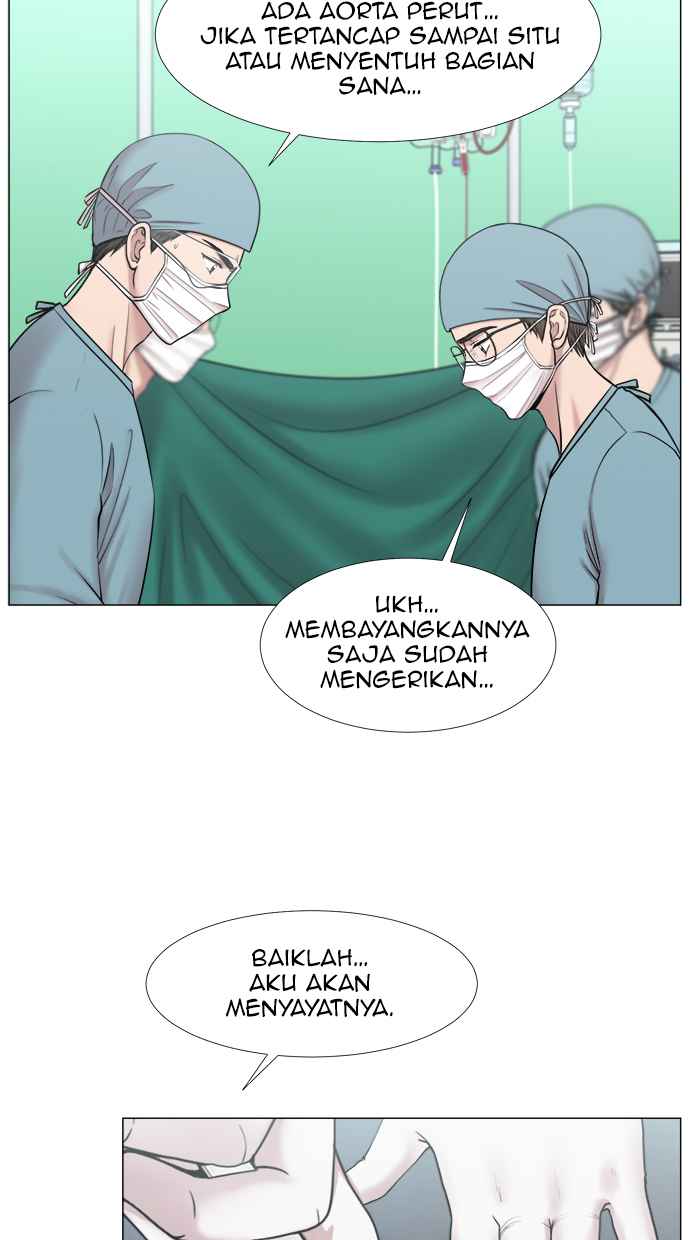 ADA AORTA PERUT...
JIKA TERTANCAP SAMPAI SITU
ATAU MENYENTUH BAGIAN
SANA...
UKH...
MEMBAYANGKANNYA
SAJA SUDAH
MENGERIKAN...
BAIKLAH...
AKU AKAN
MENYAYATNYA.